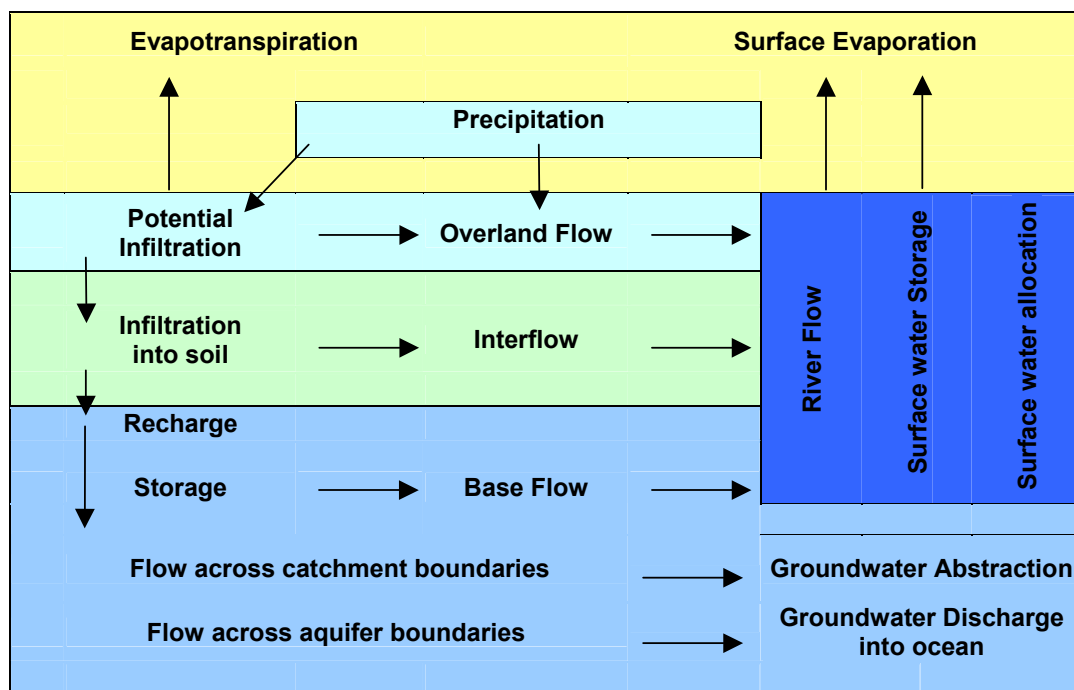 Evapotranspiration
Surface Evaporation
Precipitation
Potential
Infiltration
Overland Flow
Infiltration
into soil
Interflow
River Flow
Surface water Storage
Surface water allocation
Recharge
Storage
Base Flow
Flow across catchment boundaries
Groundwater Abstraction
Flow across aquifer boundaries
Groundwater Discharge
into ocean